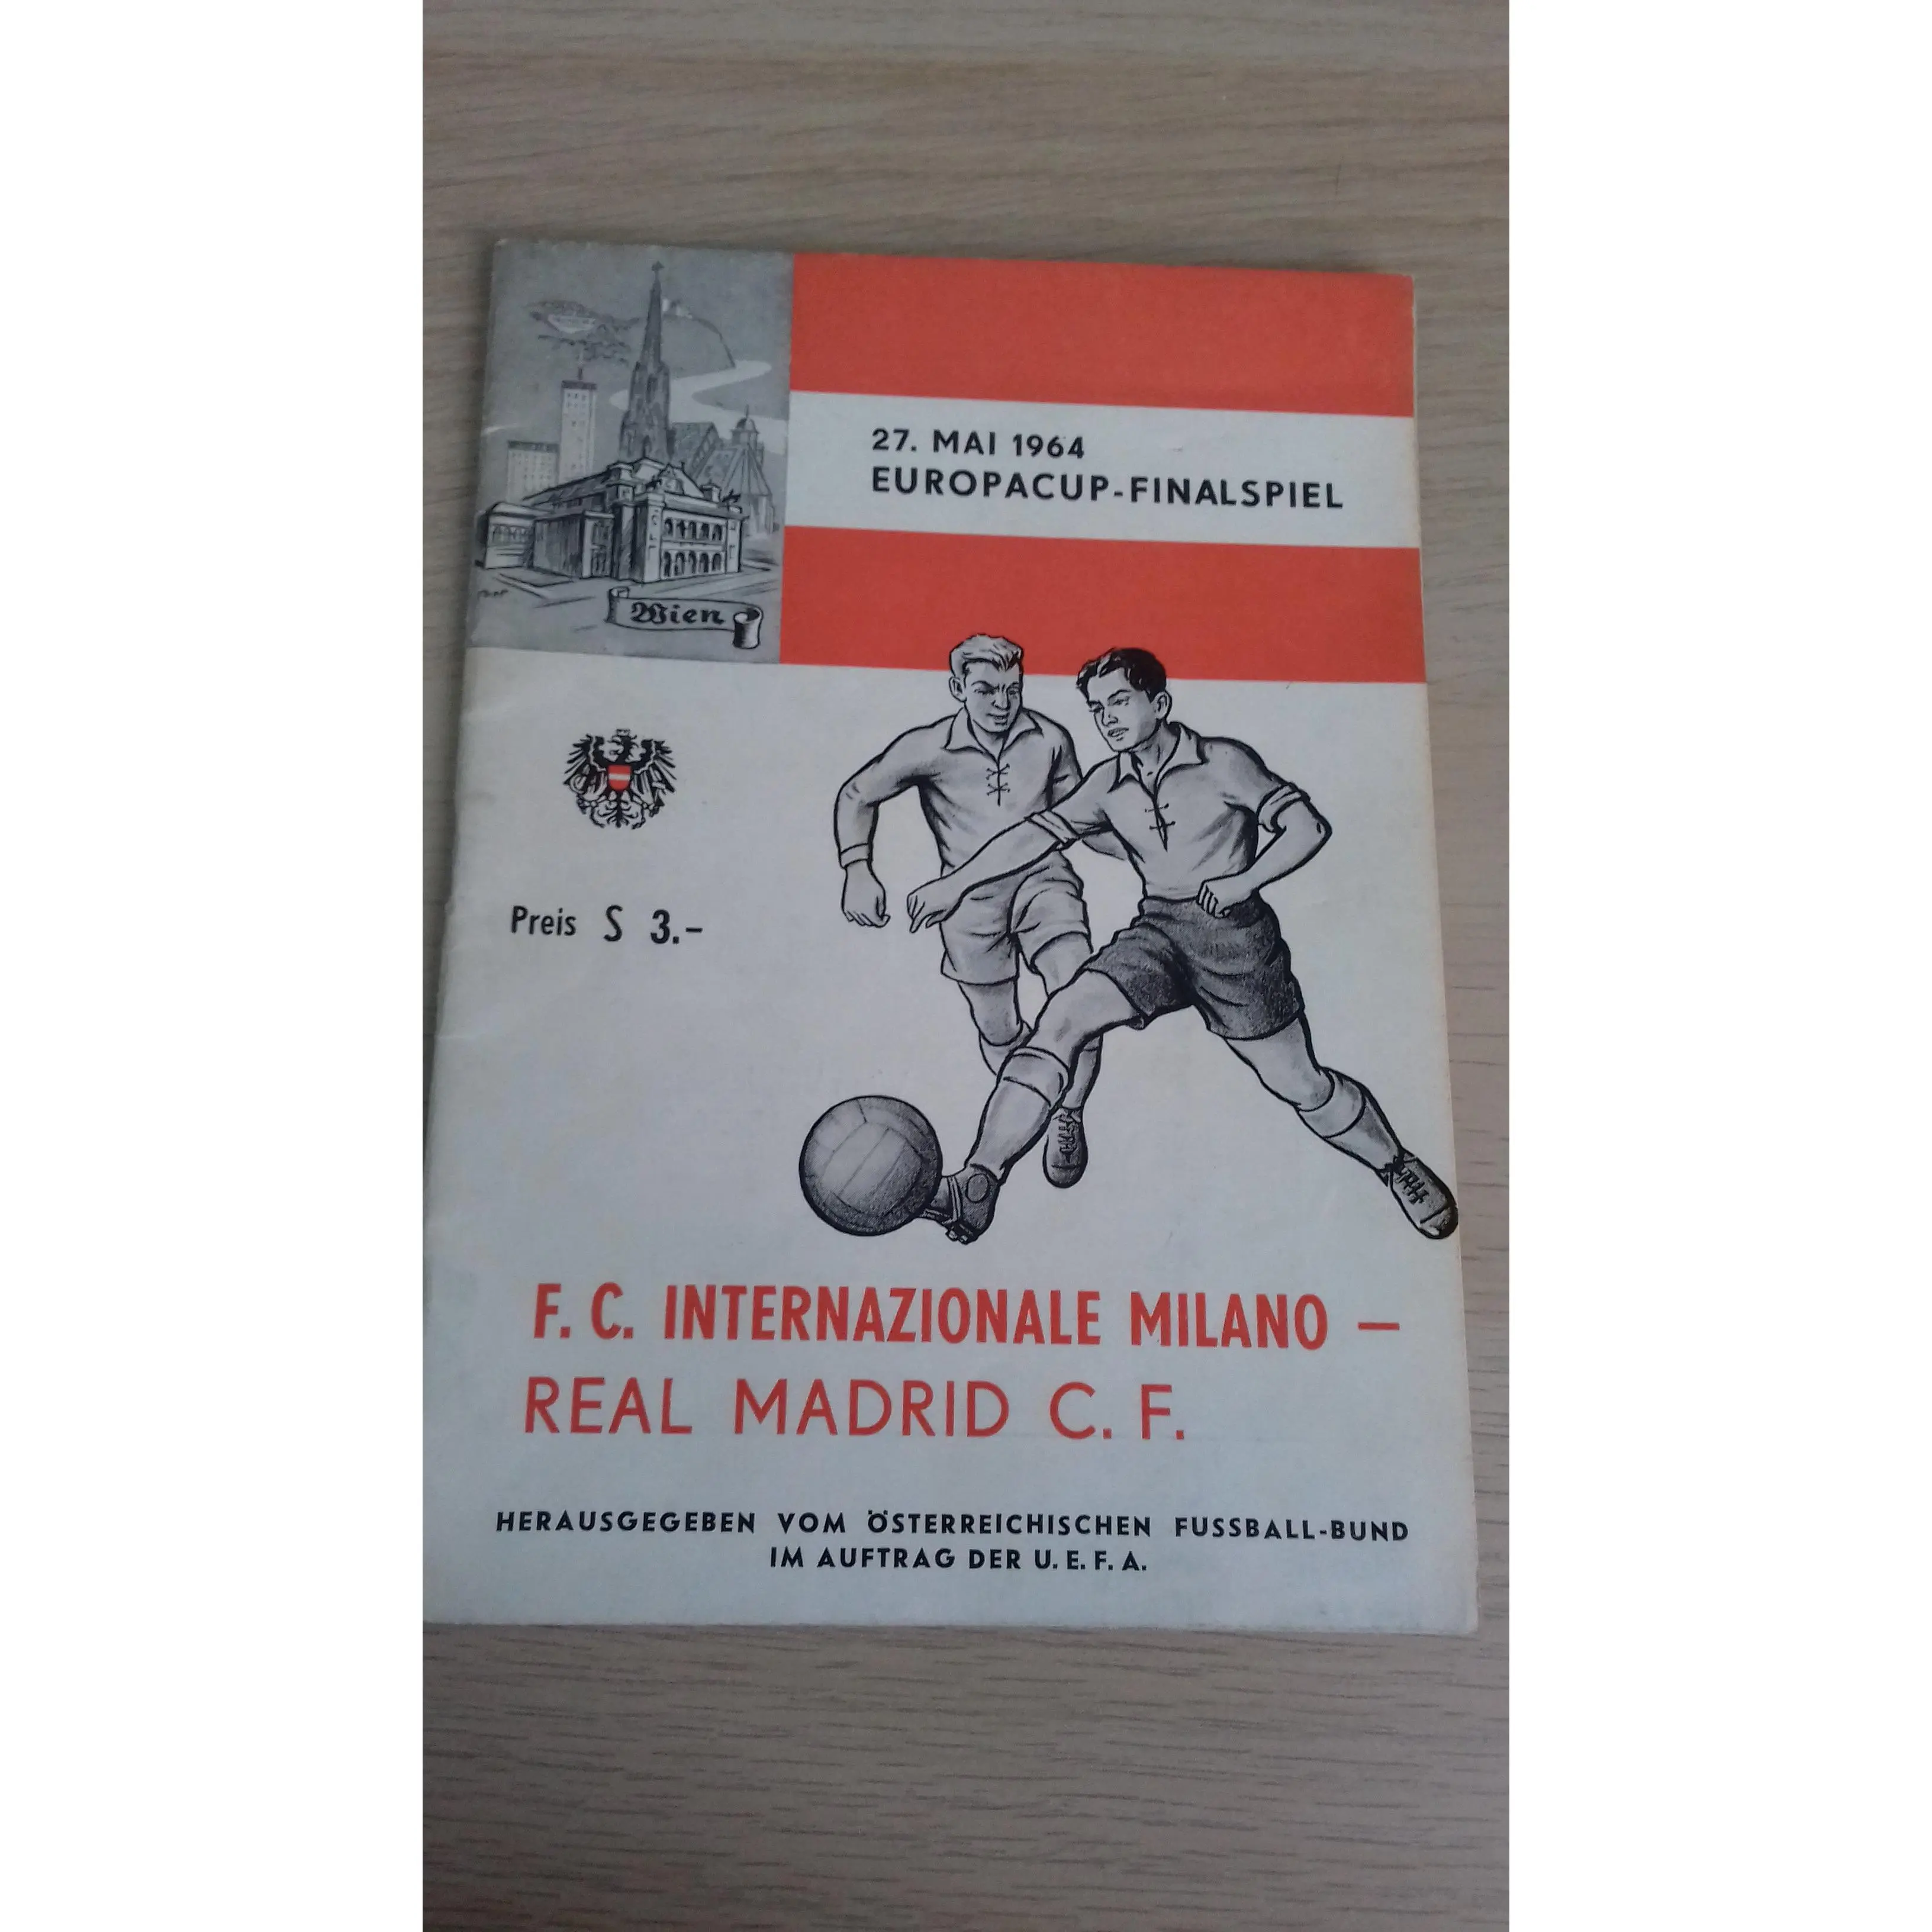 27. MAI 1964
EUROPACUP-FINALSPIEL
Wien
Preis S 3.–
F. C. INTERNAZIONALE MILANO –
REAL MADRID C. F.
HERAUSGEGEBEN VOM ÖSTERREICHISCHEN FUSSBALL-BUND
IM AUFTRAG DER U. E. F. A.